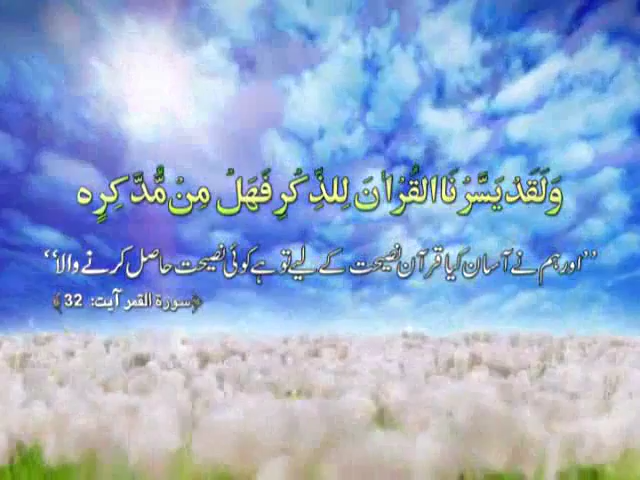 وَلَقَدْ يَسَّرْنَا الْقُرْاٰنَ لِلذِّكْرِ فَهَلْ مِنْ مُّدَّكِرٍه
”اور ہم نے آسان کیا قرآن نصیحت کے لیے تو ہے کوئی نصیحت حاصل کرنے والا“
﴿سورة القمر آیت: 32﴾